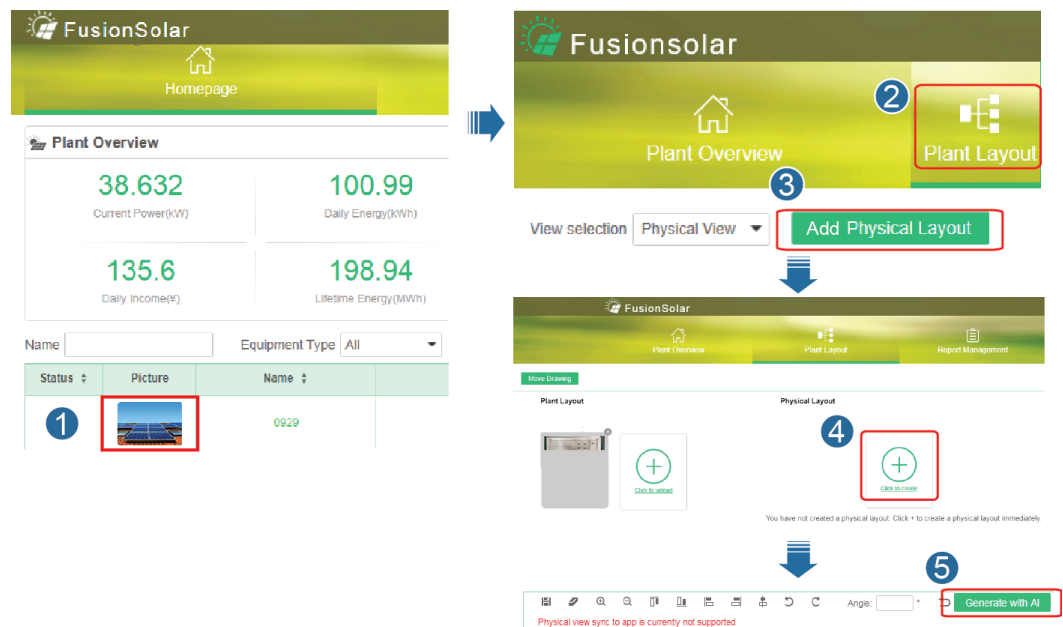 FusionSolar
Homepage
Plant Overview
38.632
Current Power(kW)
100.99
Daily Energy(kWh)
135.6
Daily Income(¥)
198.94
Lifetime Energy(MWh)
Name
Equipment Type All
Status Picture Name
1
0929
Fusionsolar
2
Plant Overview
Plant Layout
3
View selection Physical View Add Physical Layout
FusionSolar
Plant Overview
Plant Layout
Report Management
Move Drawing
Plant Layout
Physical Layout
4
Click to upload
Click to create
You have not created a physical layout. Click + to create a physical layout immediately.
5
Angle: ° Generate with AI
Physical view sync to app is currently not supported